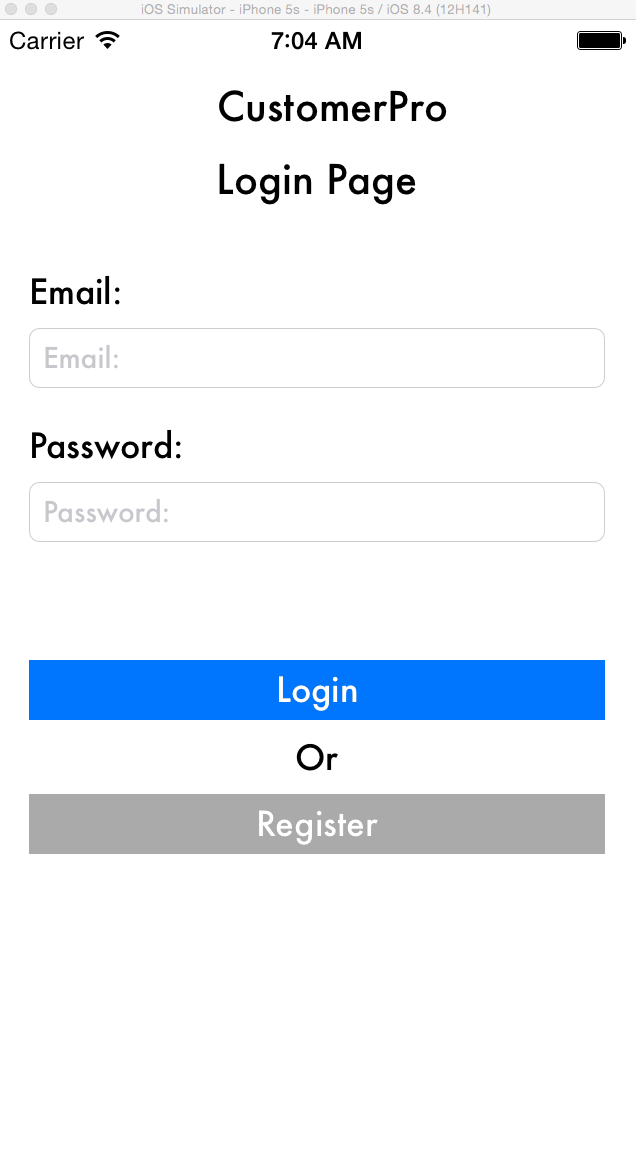 iOS Simulator - iPhone 5s - iPhone 5s / iOS 8.4 (12H141)
Carrier 7:04 AM
CustomerPro
Login Page
Email:
Email:
Password:
Password:
Login
Or
Register